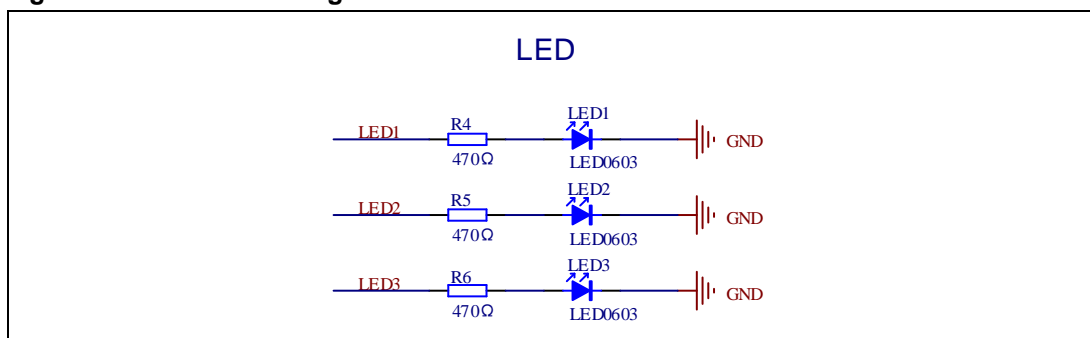 LED
LED1
R4
470Ω
LED1
LED0603
GND
LED2
R5
470Ω
LED2
LED0603
GND
LED3
R6
470Ω
LED3
LED0603
GND